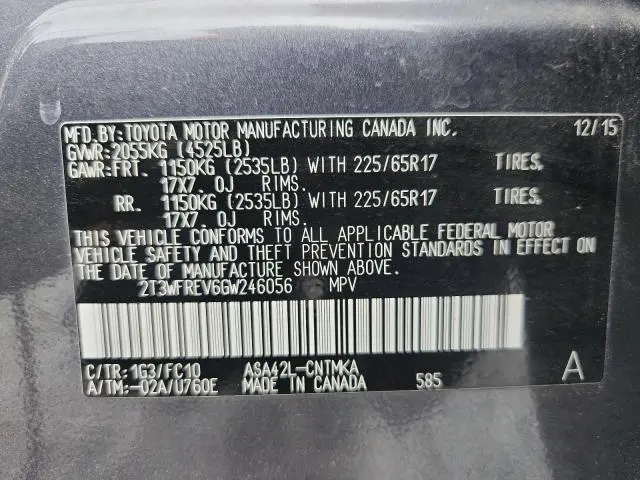 MFD.BY:TOYOTA MOTOR MANUFACTURING CANADA INC. 12/15
GVWR:2055KG (4525LB)
GAWR:FRT. 1150KG (2535LB) WITH 225/65R17 TIRES.
17X7.0J RIMS.
RR. 1150KG (2535LB) WITH 225/65R17 TIRES,
17X7.0J RIMS.
THIS VEHICLE CONFORMS TO ALL APPLICABLE FEDERAL MOTOR
VEHICLE SAFETY AND THEFT PREVENTION STANDARDS IN EFFECT ON
THE DATE OF MANUFACTURE SHOWN ABOVE.
2T3WFREV6GW246056 MPV
C/TR:1G3/FC10 ASA42L-CNTMKA A
A/TM:-02A/U760E MADE IN CANADA 585